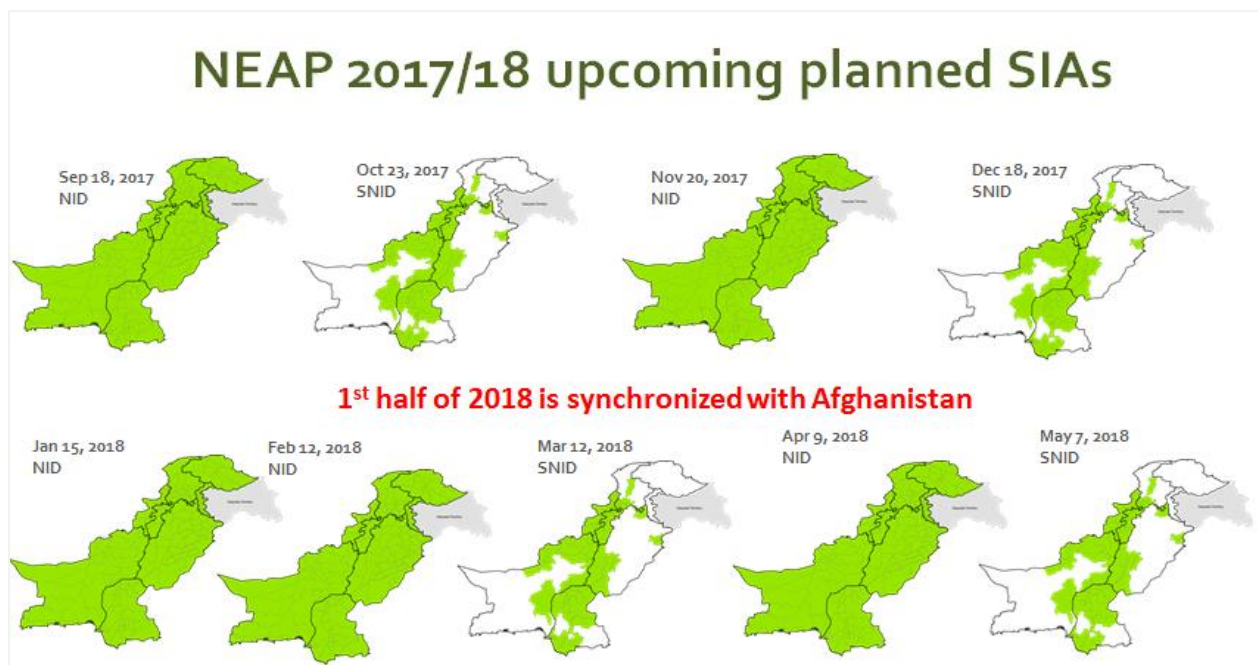 NEAP 2017/18 upcoming planned SIAs
Sep 18, 2017
NID
Oct 23, 2017
SNID
Nov 20, 2017
NID
Dec 18, 2017
SNID
1st half of 2018 is synchronized with Afghanistan
Jan 15, 2018
NID
Feb 12, 2018
NID
Mar 12, 2018
SNID
Apr 9, 2018
NID
May 7, 2018
SNID